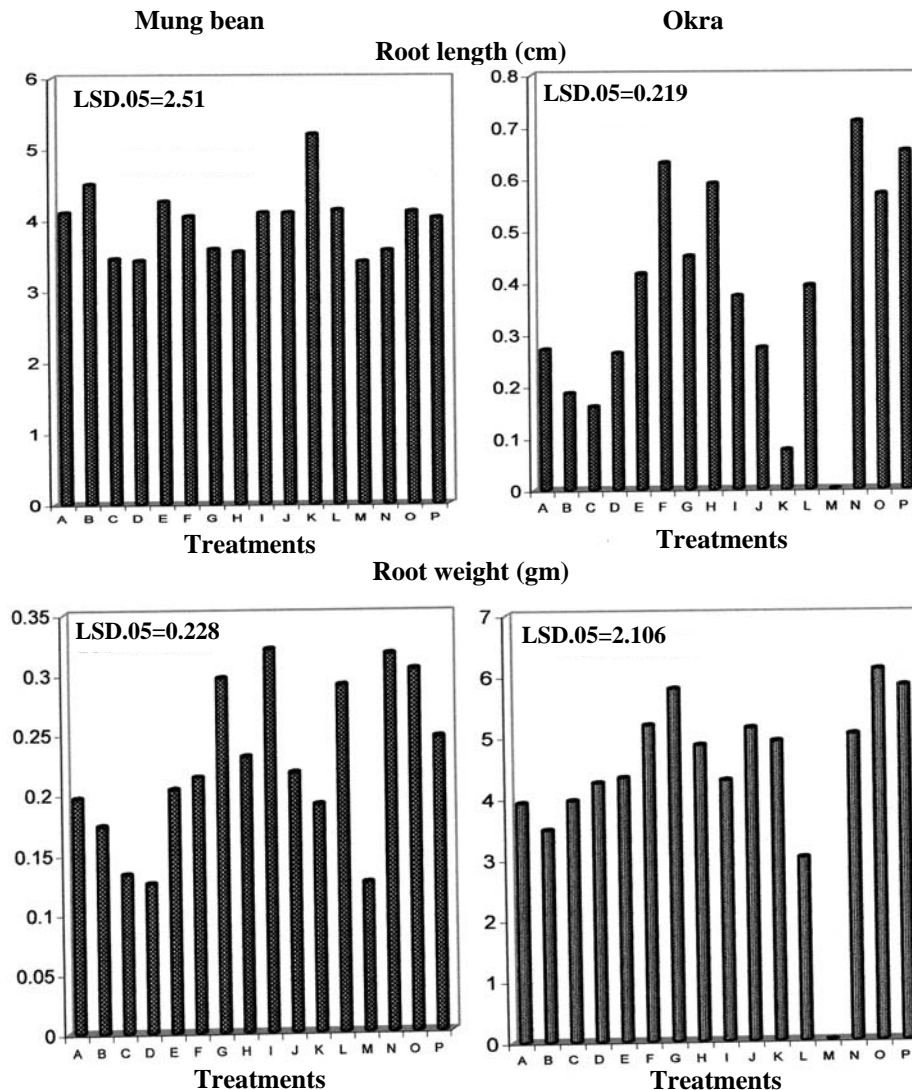 Mung bean Okra
Root length (cm)
LSD.05=2.51
6
5
4
3
2
1
0
A B C D E F G H I J K L M N O P
Treatments
LSD.05=0.219
0.8
0.7
0.6
0.5
0.4
0.3
0.2
0.1
0
A B C D E F G H I J K L M N O P
Treatments
Root weight (gm)
LSD.05=0.228
0.35
0.3
0.25
0.2
0.15
0.1
0.05
0
A B C D E F G H I J K L M N O P
Treatments
LSD.05=2.106
7
6
5
4
3
2
1
0
A B C D E F G H I J K L M N O P
Treatments